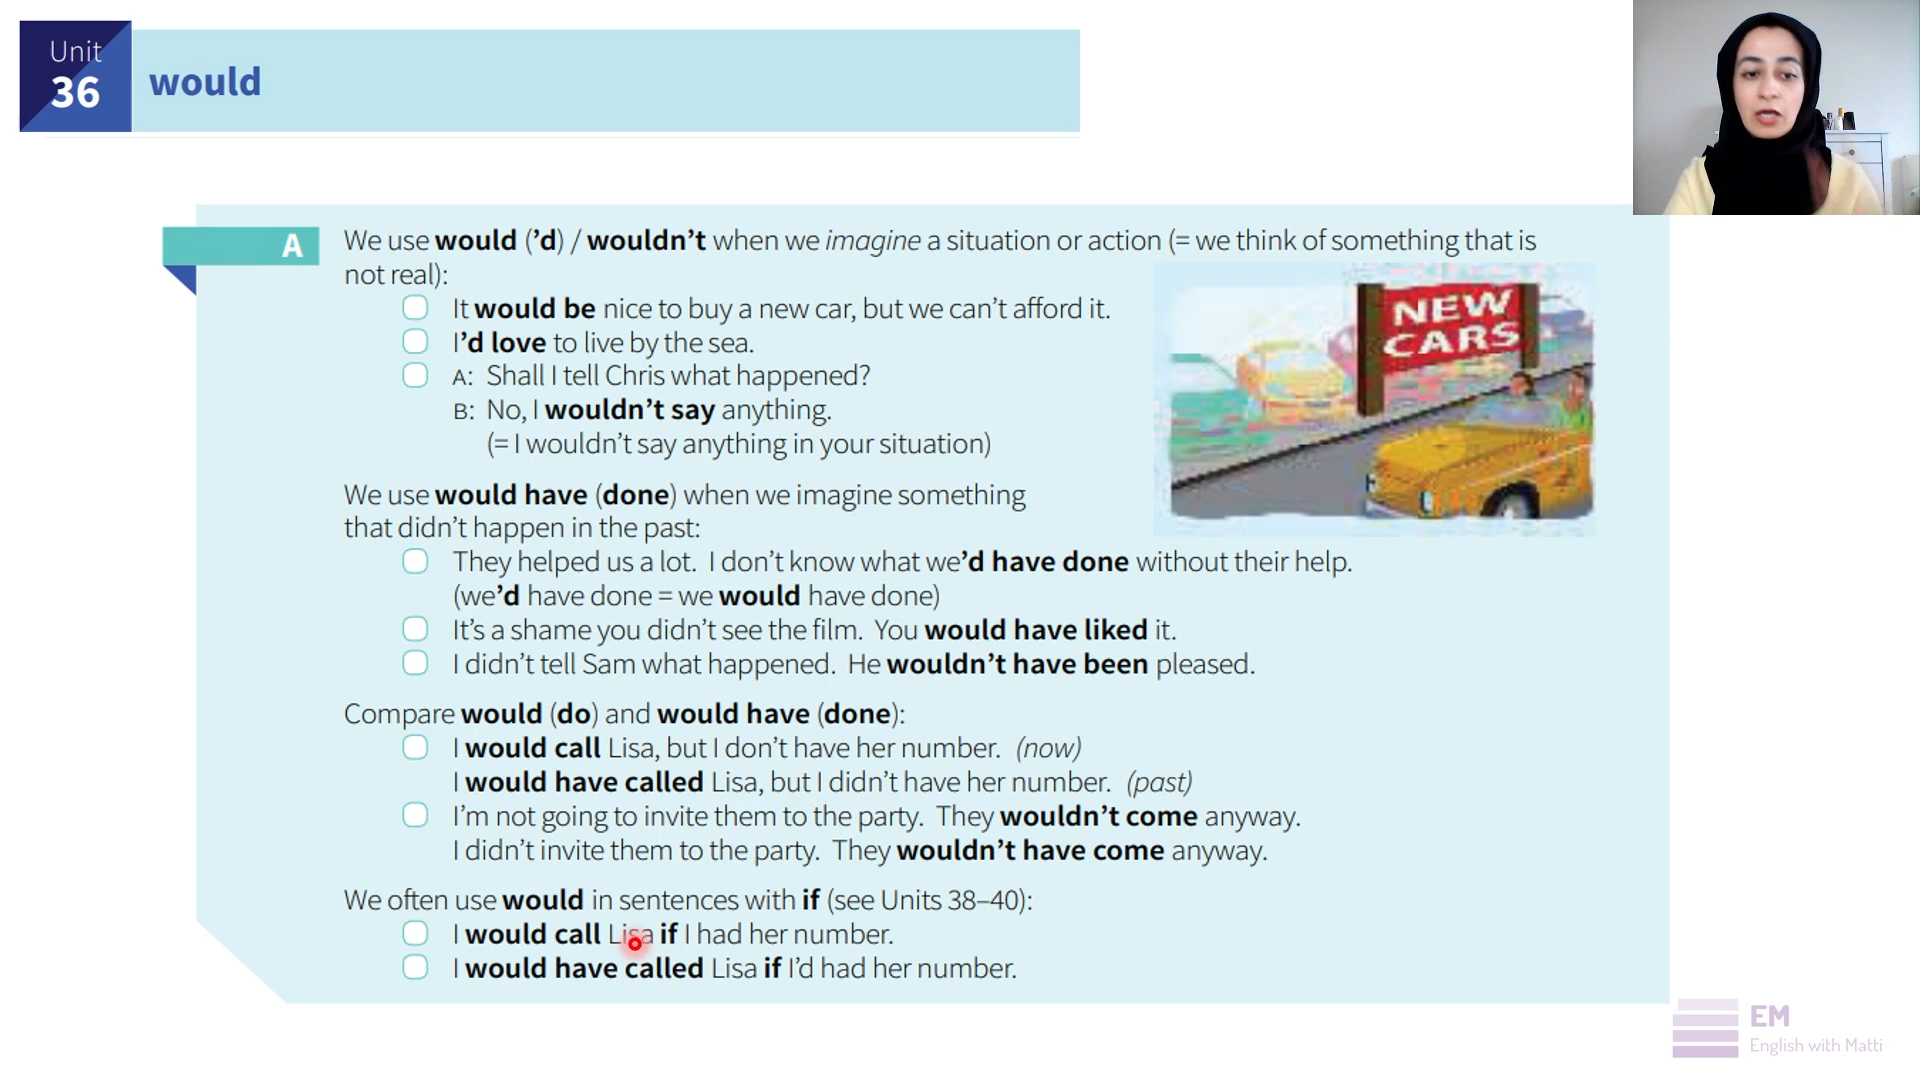 Unit
36
would
A
We use would (’d) / wouldn’t when we imagine a situation or action (= we think of something that is
not real):
It would be nice to buy a new car, but we can’t afford it.
I’d love to live by the sea.
A: Shall I tell Chris what happened?
B: No, I wouldn’t say anything.
(= I wouldn’t say anything in your situation)
NEW
CARS
We use would have (done) when we imagine something
that didn’t happen in the past:
They helped us a lot. I don’t know what we’d have done without their help.
(we’d have done = we would have done)
It’s a shame you didn’t see the film. You would have liked it.
I didn’t tell Sam what happened. He wouldn’t have been pleased.
Compare would (do) and would have (done):
I would call Lisa, but I don’t have her number. (now)
I would have called Lisa, but I didn’t have her number. (past)
I’m not going to invite them to the party. They wouldn’t come anyway.
I didn’t invite them to the party. They wouldn’t have come anyway.
We often use would in sentences with if (see Units 38–40):
I would call Lisa if I had her number.
I would have called Lisa if I’d had her number.
EM
English with Matti